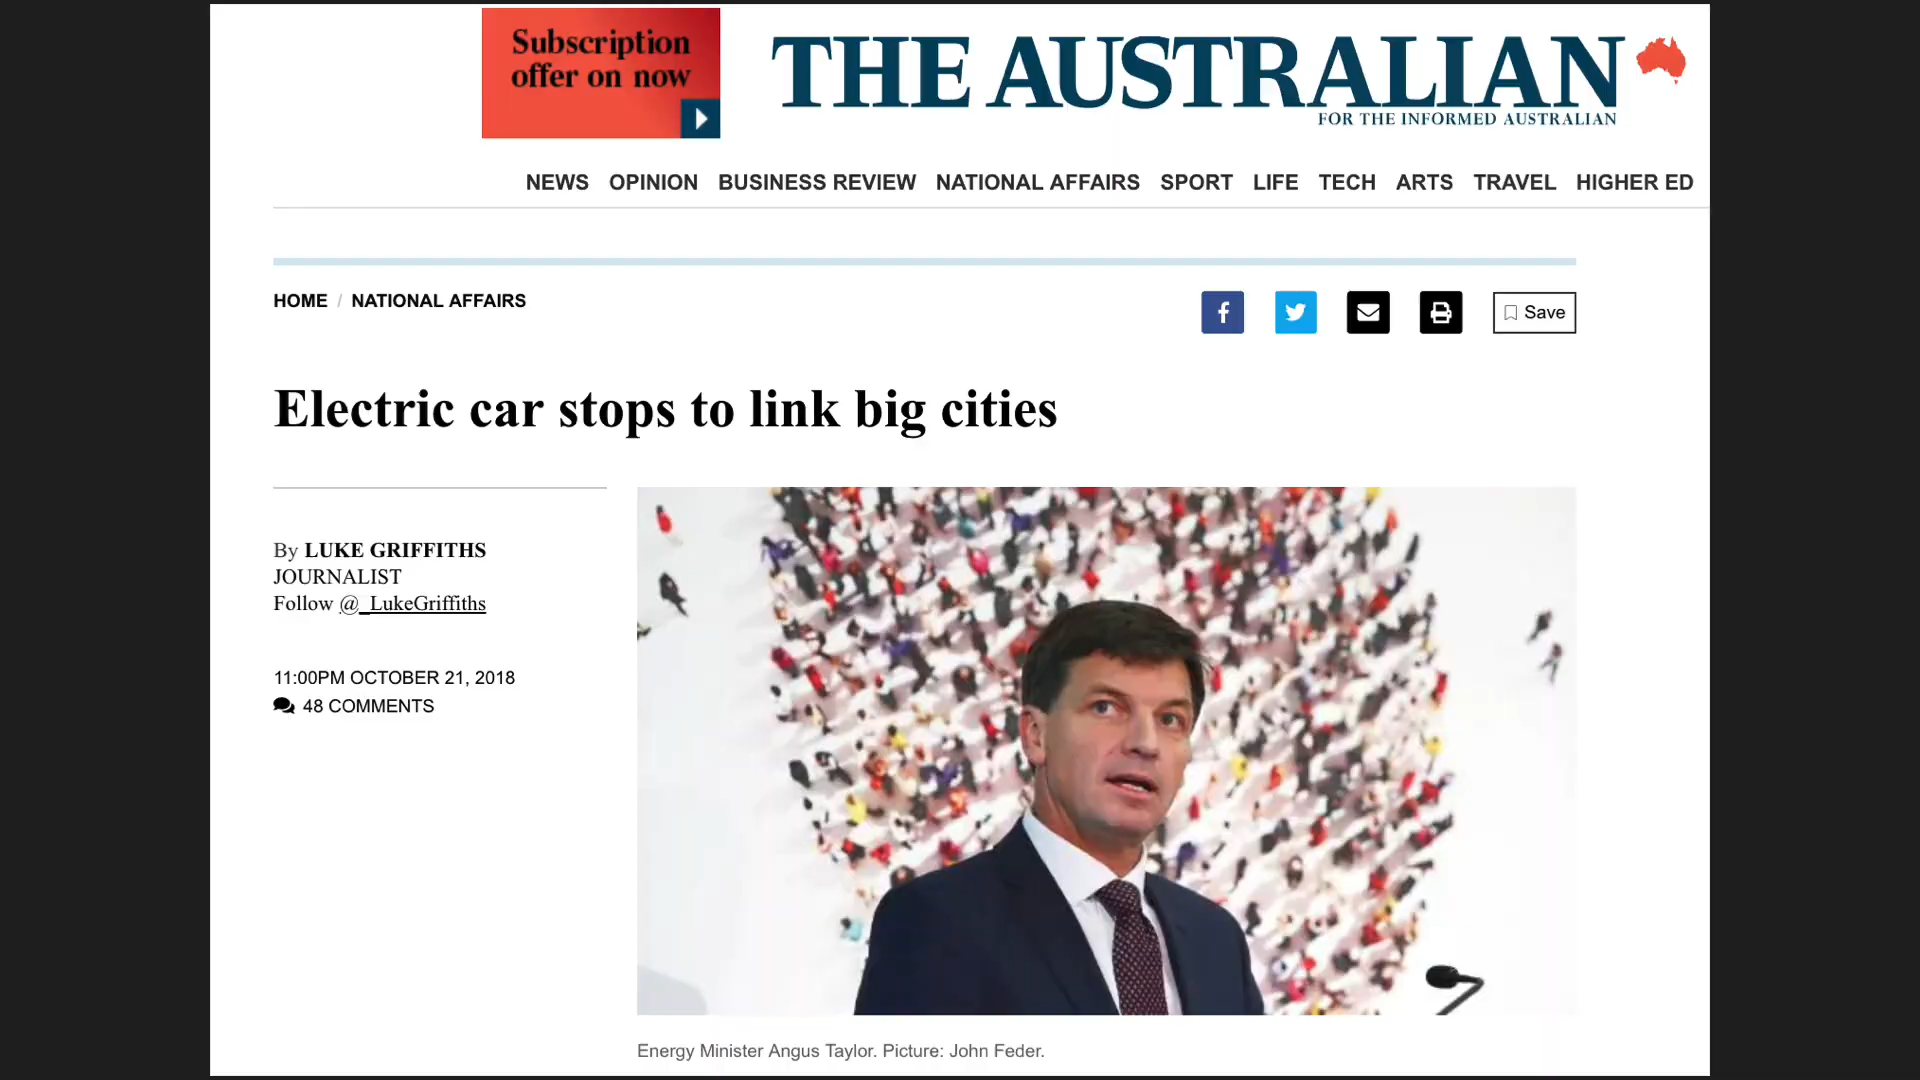 Subscription
offer on now
THE AUSTRALIAN
FOR THE INFORMED AUSTRALIAN
NEWS OPINION BUSINESS REVIEW NATIONAL AFFAIRS SPORT LIFE TECH ARTS TRAVEL HIGHER ED
HOME / NATIONAL AFFAIRS
Save
Electric car stops to link big cities
By LUKE GRIFFITHS
JOURNALIST
Follow @_LukeGriffiths
11:00PM OCTOBER 21, 2018
48 COMMENTS
Energy Minister Angus Taylor. Picture: John Feder.